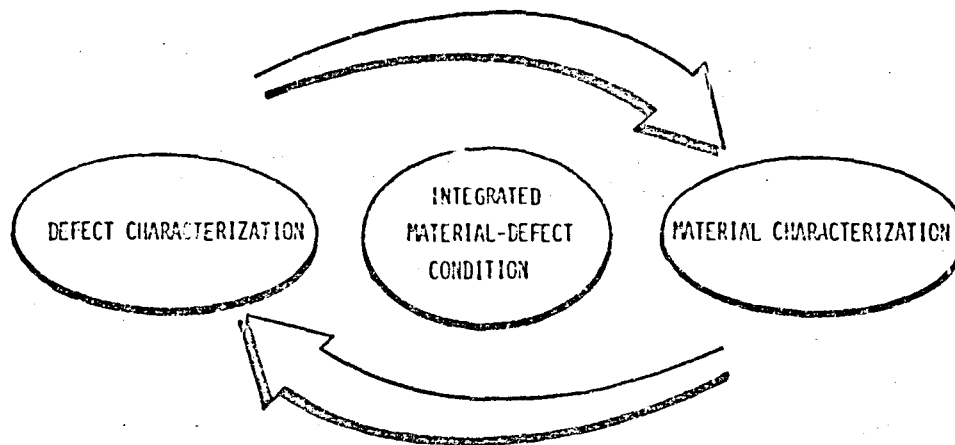 DEFECT CHARACTERIZATION
INTEGRATED
MATERIAL-DEFECT
CONDITION
MATERIAL CHARACTERIZATION